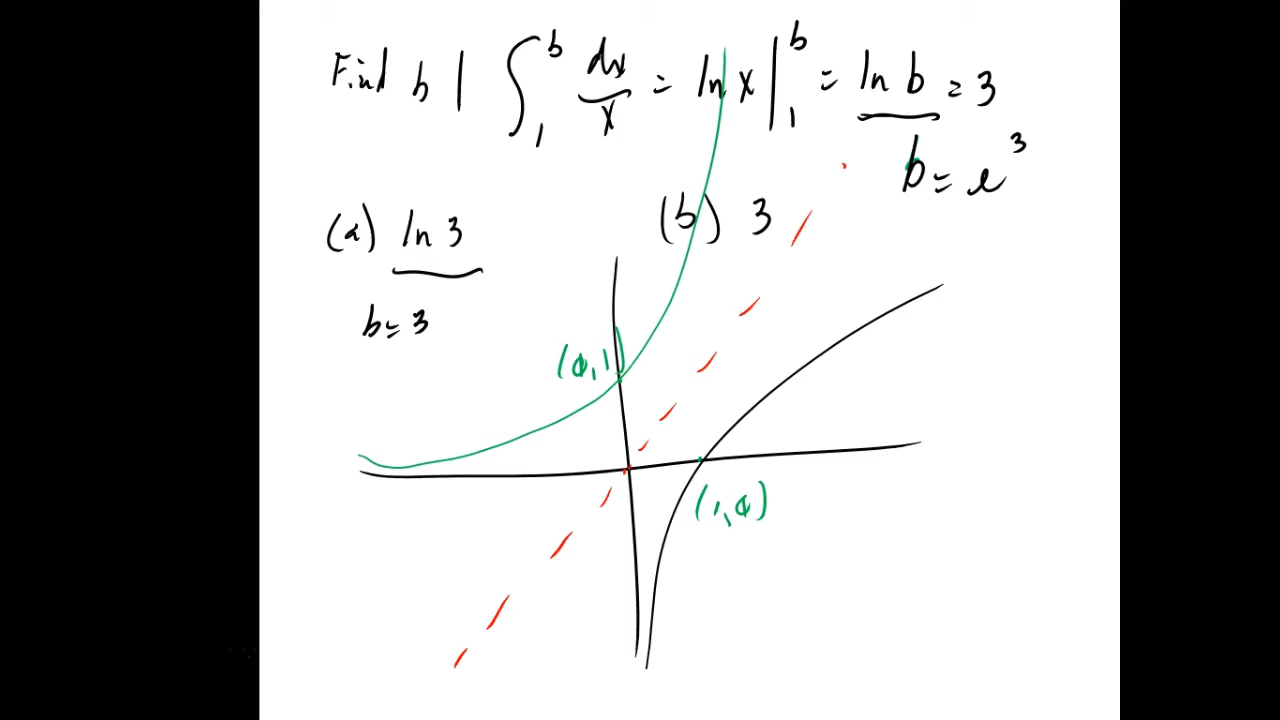 Find b | ∫₁ᵇ dx/x = ln x |₁ᵇ = ln b = 3
b = e³
(a) ln 3 (b) 3
b = 3
(0,1)
(1,0)